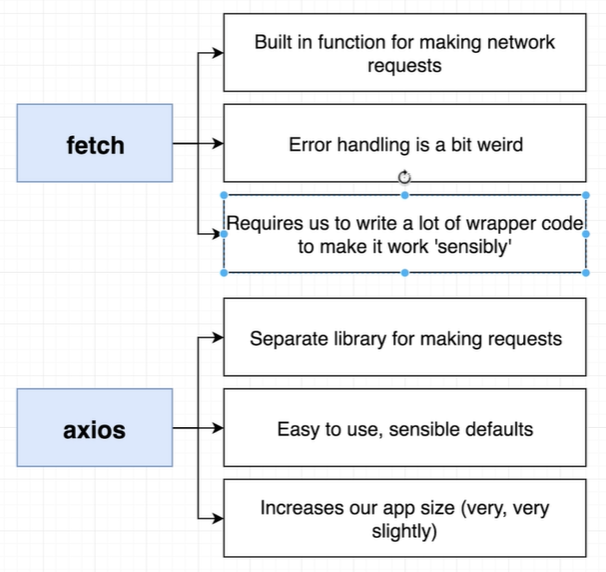 fetch
Built in function for making network
requests
Error handling is a bit weird
Requires us to write a lot of wrapper code
to make it work 'sensibly'
axios
Separate library for making requests
Easy to use, sensible defaults
Increases our app size (very, very
slightly)